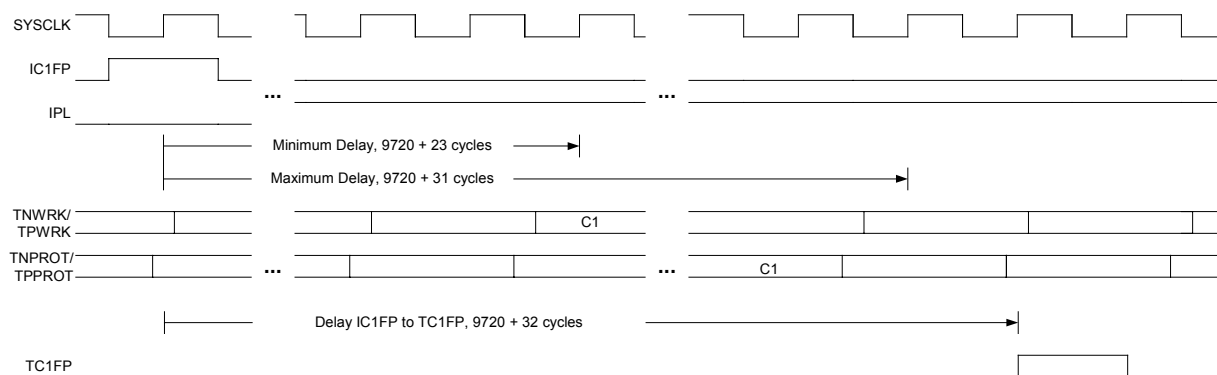 SYSCLK
IC1FP
...
...
IPL
Minimum Delay, 9720 + 23 cycles
Maximum Delay, 9720 + 31 cycles
TNWRK/
TPWRK
C1
TNPROT/
TPPROT
...
...
C1
Delay IC1FP to TC1FP, 9720 + 32 cycles
TC1FP